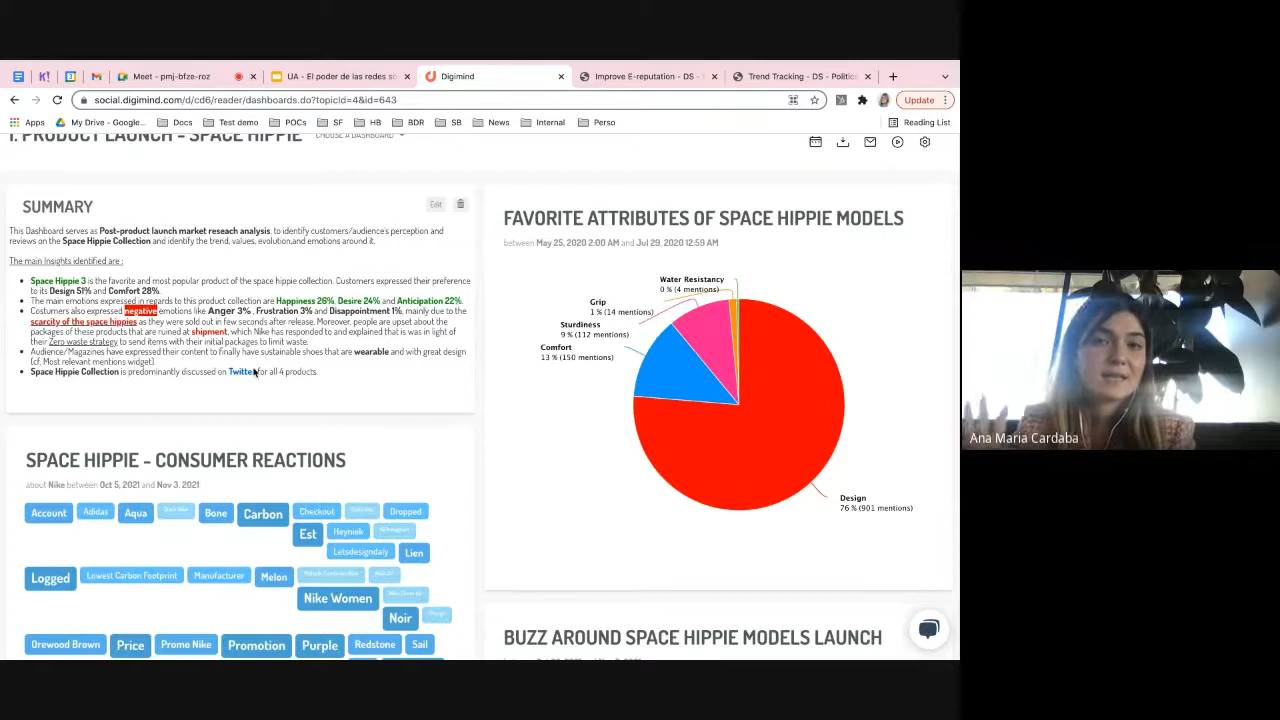 Meet - pmj-bfze-roz
UA - El poder de las redes so
Digimind
Improve E-reputation - DS -
Trend Tracking - DS - Politic
social.digimind.com/d/cd6/reader/dashboards.do?topicId=4&id=643
Update
Apps
My Drive - Google...
Docs
Test demo
POCs
SF
HB
BDR
SB
News
Internal
Perso
Reading List
I. PRODUCT LAUNCH - SPACE HIPPIE
CHOOSE A DASHBOARD
SUMMARY
Edit
This Dashboard serves as Post-product launch market reseach analysis, to identify customers/audience's perception and
reviews on the Space Hippie Collection and identify the trend, values, evolution,and emotions around it.
The main Insights identified are :
Space Hippie 3 is the favorite and most popular product of the space hippie collection. Customers expressed their preference
to its Design 51% and Comfort 28%.
The main emotions expressed in regards to this product collection are Happiness 26%, Desire 24% and Anticipation 22%.
Costumers also expressed negative emotions like Anger 3% , Frustration 3% and Disappointment 1%, mainly due to the
scarcity of the space hippies as they were sold out in few seconds after release. Moreover, people are upset about the
packages of these products that are ruined at shipment, which Nike has responded to and explained that is was in light of
their Zero waste strategy to send items with their initial packages to limit waste.
Audience/Magazines have expressed their content to finally have sustainable shoes that are wearable and with great design
(cf. Most relevant mentions widget).
Space Hippie Collection is predominantly discussed on Twitter for all 4 products.
FAVORITE ATTRIBUTES OF SPACE HIPPIE MODELS
between May 25, 2020 2:00 AM and Jul 29, 2020 12:59 AM
Water Resistancy
0 % (4 mentions)
Grip
1 % (14 mentions)
Sturdiness
9 % (112 mentions)
Comfort
13 % (150 mentions)
Design
76 % (901 mentions)
SPACE HIPPIE - CONSUMER REACTIONS
about Nike between Oct 5, 2021 and Nov 3, 2021
Account
Adidas
Aqua
Bone
Carbon
Checkout
Dropped
Est
Heyniek
Letsdesigndaly
Lien
Logged
Lowest Carbon Footprint
Manufacturer
Melon
Nike Women
Noir
Orewood Brown
Price
Promo Nike
Promotion
Purple
Redstone
Sail
BUZZ AROUND SPACE HIPPIE MODELS LAUNCH
Ana Maria Cardaba